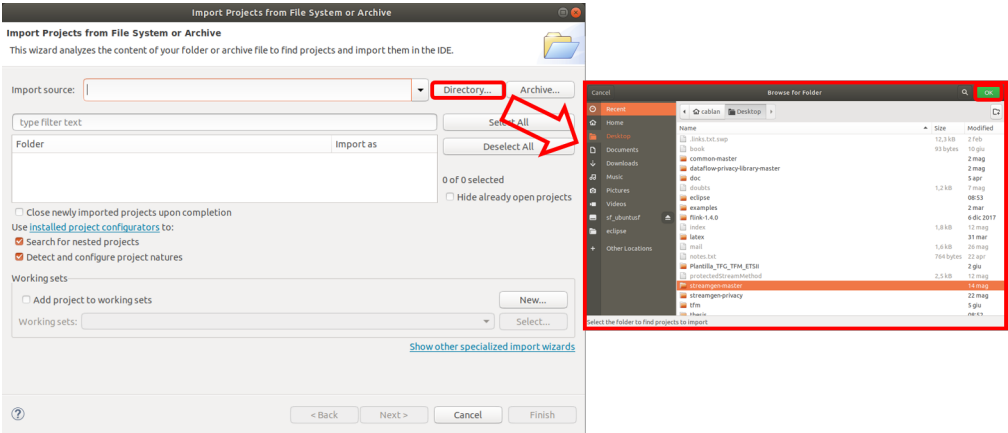 Import Projects from File System or Archive
Import Projects from File System or Archive
This wizard analyzes the content of your folder or archive file to find projects and import them in the IDE.
Import source:
Directory...
Archive...
type filter text
Select All
Folder
Import as
Deselect All
0 of 0 selected
Hide already open projects
Close newly imported projects upon completion
Use installed project configurators to:
Search for nested projects
Detect and configure project natures
Working sets
Add project to working sets
New...
Working sets:
Select...
Show other specialized import wizards
?
< Back
Next >
Cancel
Finish
Cancel
Browse for Folder
OK
Recent
Home
Desktop
Documents
Downloads
Music
Pictures
Videos
sf_ubuntusf
eclipse
+ Other Locations
cablan
Desktop
Name
Size
Modified
.links.txt.swp 12,3 kB 2 feb
book 93 bytes 10 giu
common-master 2 mag
dataflow-privacy-library-master 2 mag
doc 5 apr
doubts 1,2 kB 7 mag
eclipse 08:53
examples 2 mar
flink-1.4.0 6 dic 2017
index 1,8 kB 12 mag
latex 31 mar
mail 1,6 kB 26 mag
notes.txt 764 bytes 22 apr
Plantilla_TFG_TFM_ETSII 2 giu
protectedStreamMethod 2,5 kB 12 mag
streamgen-master 14 mag
streamgen-privacy 22 mag
tfm 5 giu
thesis 08:52
Select the folder to find projects to import